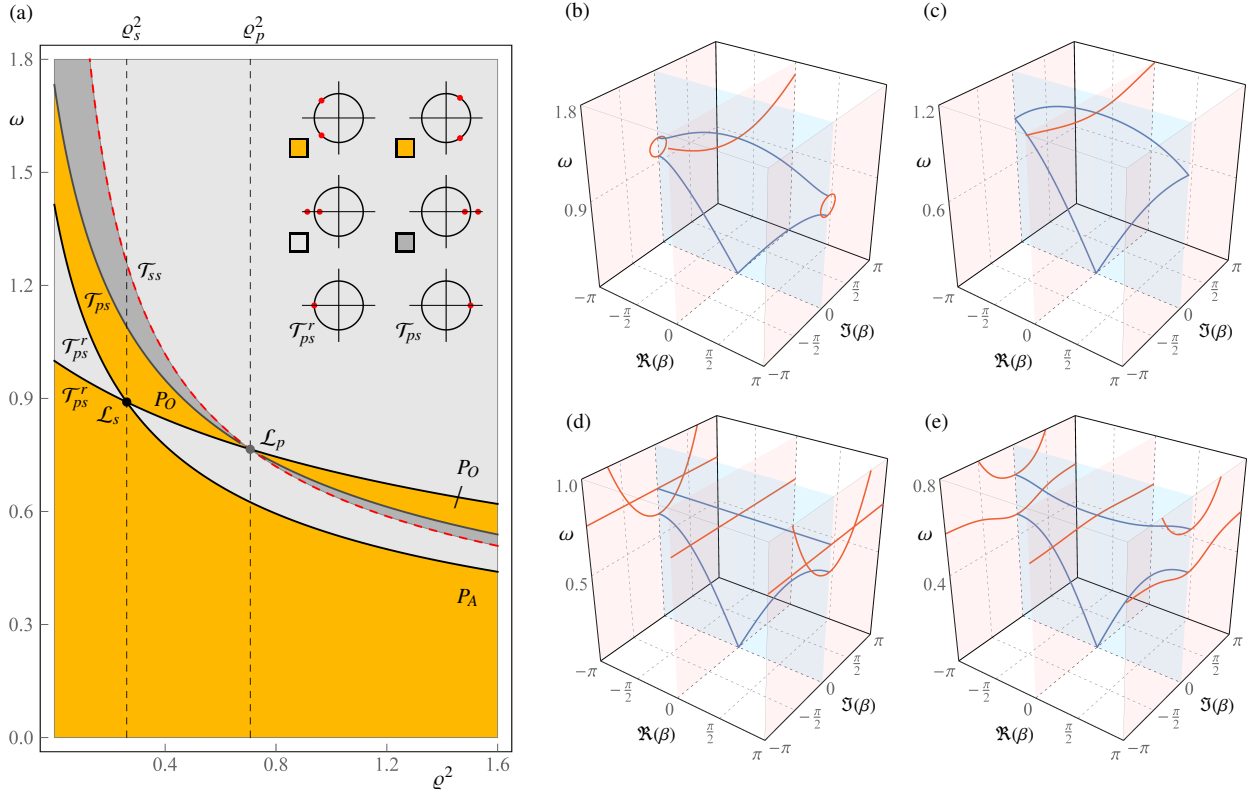 (a)
ϱ_s^2
ϱ_p^2
1.8
ω
1.5
1.2
0.9
0.6
0.3
0.0
0.4
0.8
1.2
1.6
ϱ^2
𝒯_ss
𝒯_ps
𝒯_ps^r
𝒯_ps^r
P_O
ℒ_s
ℒ_p
P_O
P_A
𝒯_ps^r
𝒯_ps
(b)
1.8
ω
0.9
−π
−π/2
0
π/2
π
ℜ(β)
−π
−π/2
0
π/2
π
ℑ(β)
(c)
1.2
ω
0.6
−π
−π/2
0
π/2
π
ℜ(β)
−π
−π/2
0
π/2
π
ℑ(β)
(d)
1.0
ω
0.5
−π
−π/2
0
π/2
π
ℜ(β)
−π
−π/2
0
π/2
π
ℑ(β)
(e)
0.8
ω
0.4
−π
−π/2
0
π/2
π
ℜ(β)
−π
−π/2
0
π/2
π
ℑ(β)